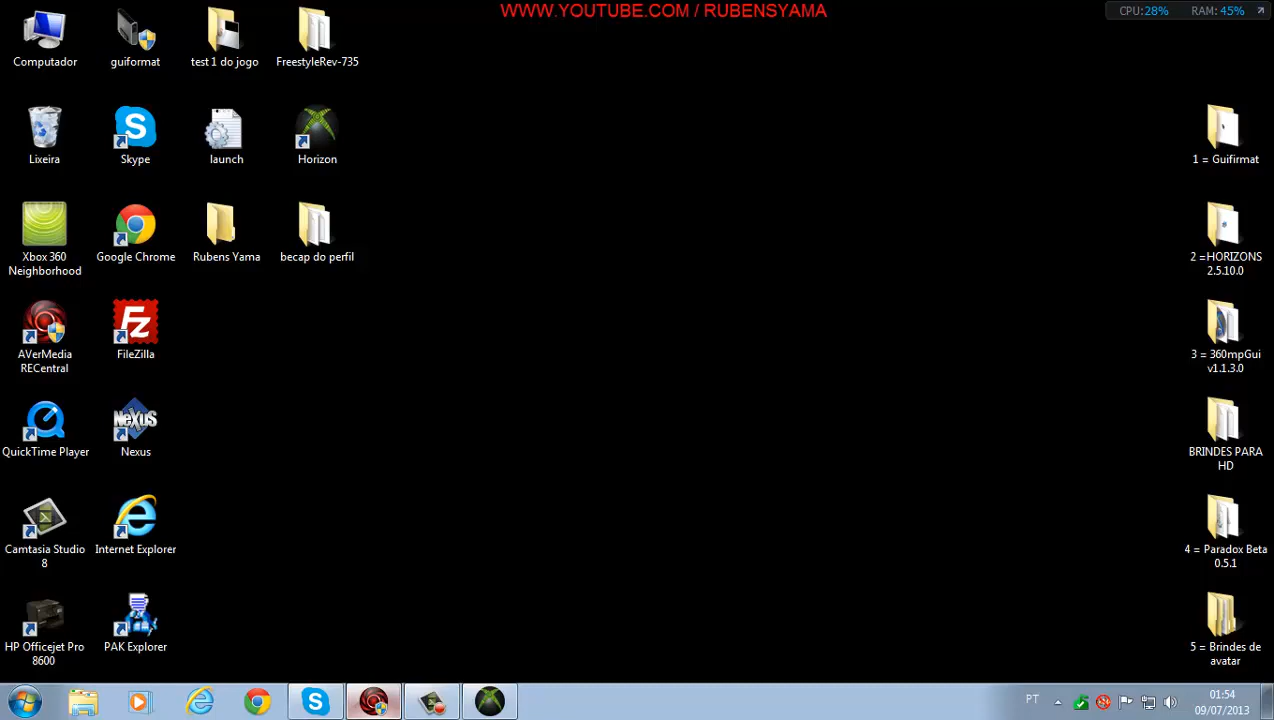 WWW.YOUTUBE.COM / RUBENSYAMA
CPU:28% RAM: 45%
Computador
guiformat
test 1 do jogo
FreestyleRev-735
Lixeira
Skype
launch
Horizon
1 = Guifirmat
Xbox 360
Neighborhood
Google Chrome
Rubens Yama
becap do perfil
2 =HORIZONS
2.5.10.0
AVerMedia
RECentral
FileZilla
3 = 360mpGui
v1.1.3.0
QuickTime Player
NeXuS
Nexus
BRINDES PARA
HD
Camtasia Studio
8
Internet Explorer
4 = Paradox Beta
0.5.1
HP Officejet Pro
8600
PAK Explorer
5 = Brindes de
avatar
PT
01:54
09/07/2013